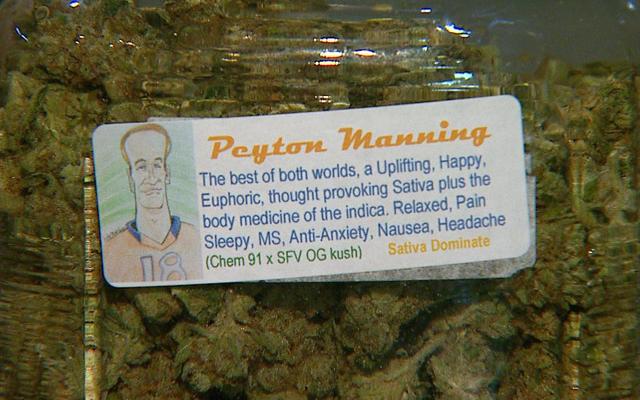 Peyton Manning
The best of both worlds, a Uplifting, Happy,
Euphoric, thought provoking Sativa plus the
body medicine of the indica. Relaxed, Pain
Sleepy, MS, Anti-Anxiety, Nausea, Headache
(Chem 91 x SFV OG kush) Sativa Dominate
18